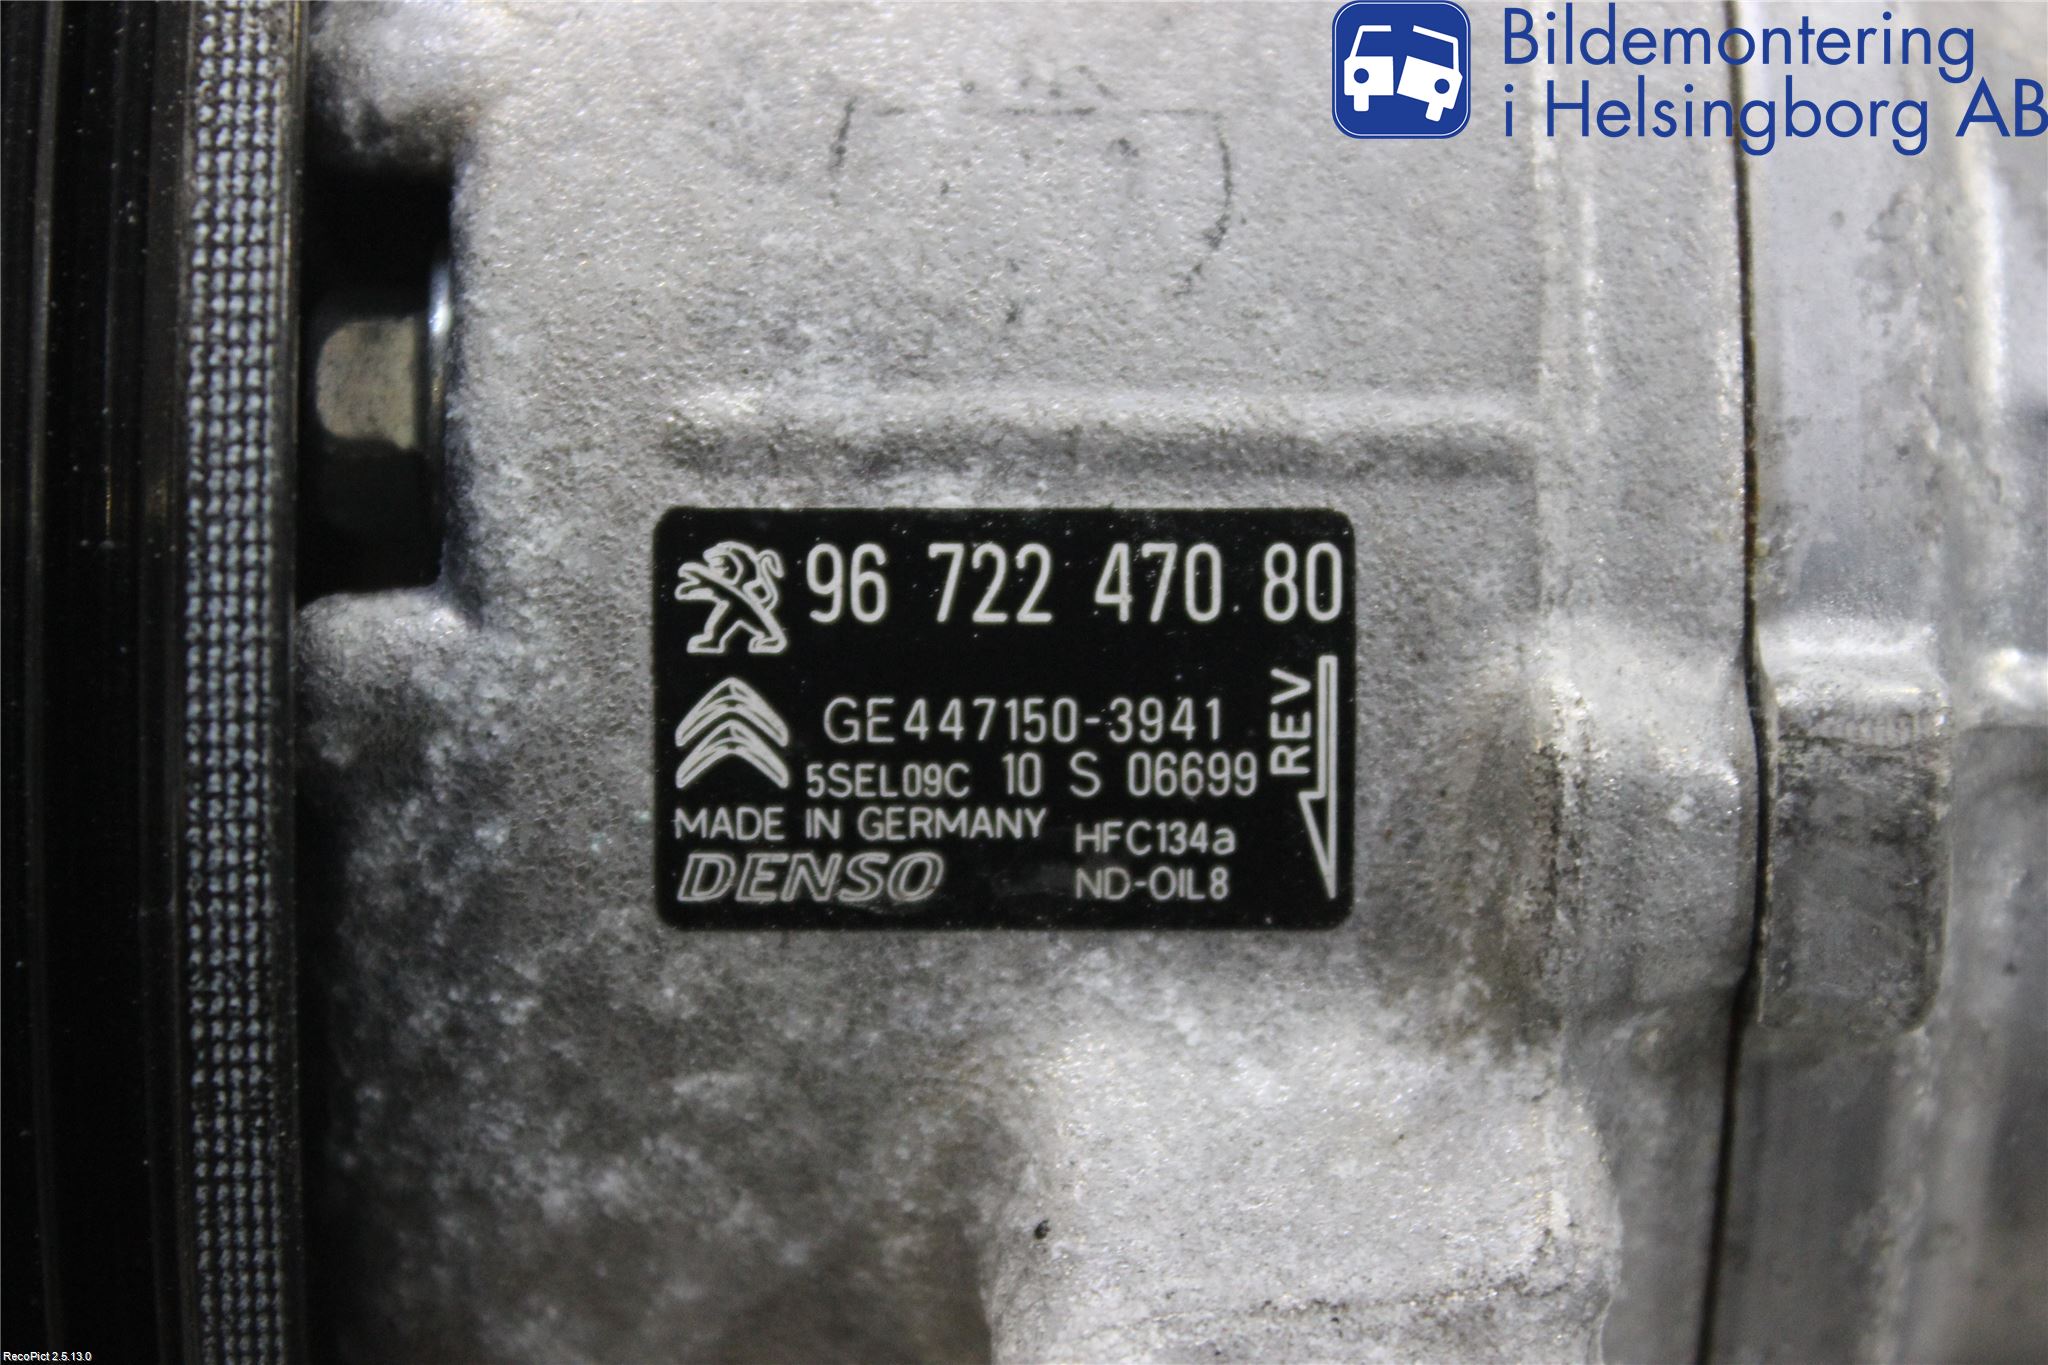 Bildemontering
i Helsingborg AB
96 722 470 80
GE447150-3941
5SEL09C 10 S 06699
REV
MADE IN GERMANY
HFC134a
DENSO
ND-OIL8
RecoPict 2.5.13.0